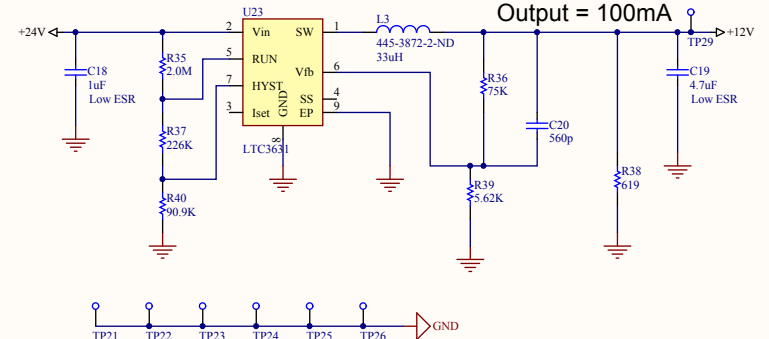 Output = 100mA
U23
+24V
2 Vin SW 1
L3
445-3872-2-ND
33uH
TP29
+12V
R35
2.0M
5 RUN
Vfb 6
7 HYST
SS 4
3 Iset
GND
EP 9
8
LTC3631
C18
1uF
Low ESR
R36
75K
C19
4.7uF
Low ESR
R37
226K
C20
560p
R40
90.9K
R39
5.62K
R38
619
TP21 TP22 TP23 TP24 TP25 TP26
GND